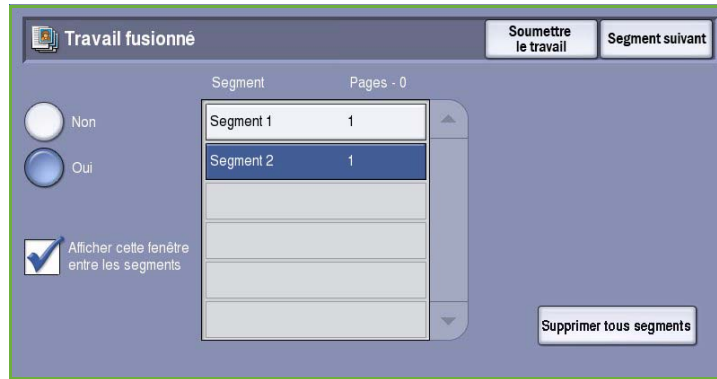 Travail fusionné
Soumettre
le travail
Segment suivant
Segment
Pages - 0
Non
Oui
Segment 1 1
Segment 2 1
Afficher cette fenêtre
entre les segments
Supprimer tous segments